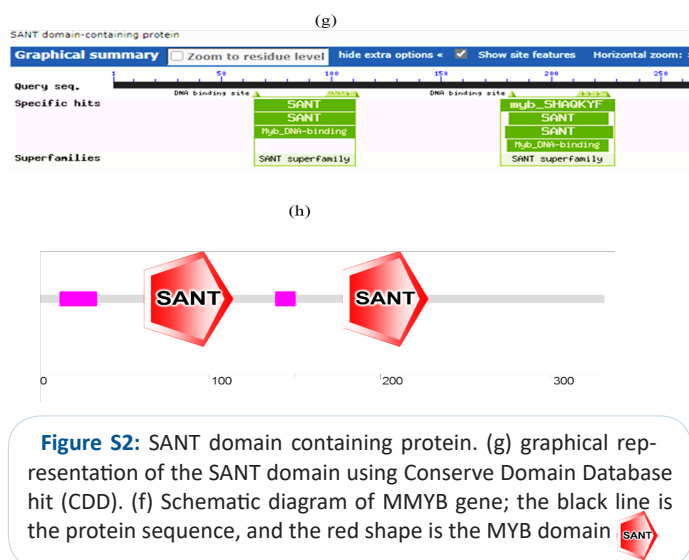 (g)
SANT domain-containing protein
Graphical summary Zoom to residue level hide extra options « Show site features Horizontal zoom:
1 50 100 150 200 250
Query seq.
DNA binding site DNA binding site
Specific hits SANT myb_SHAQKYF
SANT SANT
Myb_DNA-binding SANT
Myb_DNA-binding
Superfamilies SANT superfamily SANT superfamily
(h)
SANT SANT
0 100 200 300
Figure S2: SANT domain containing protein. (g) graphical rep-
resentation of the SANT domain using Conserve Domain Database
hit (CDD). (f) Schematic diagram of MMYB gene; the black line is
the protein sequence, and the red shape is the MYB domain SANT